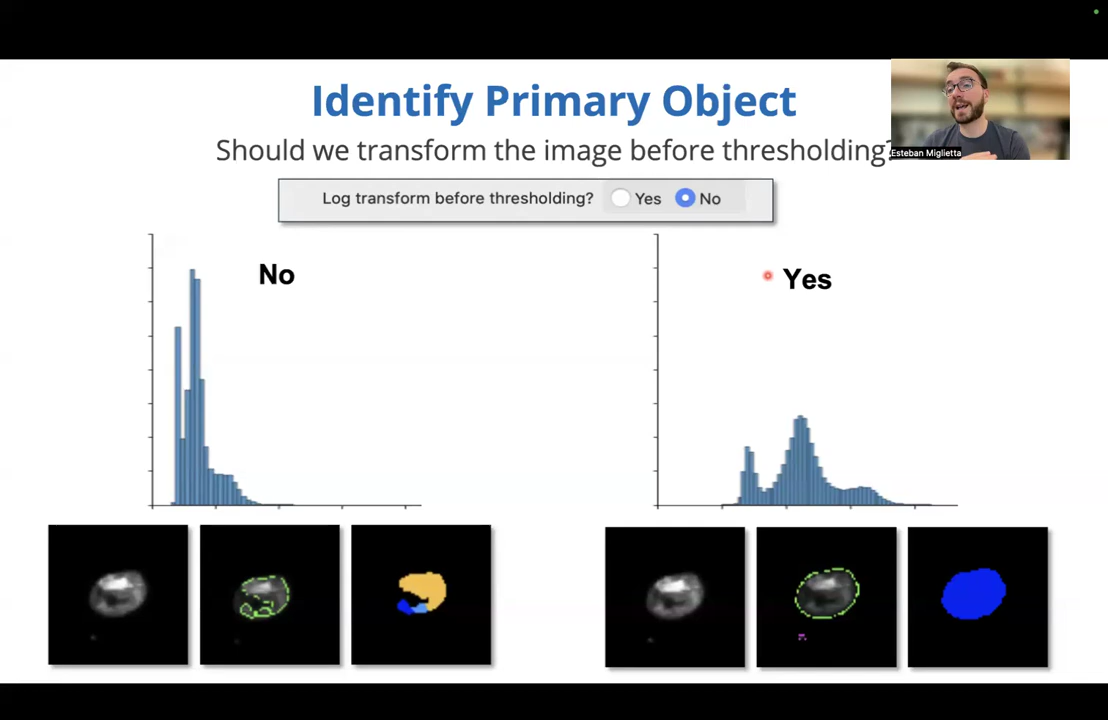 Identify Primary Object
Should we transform the image before thresholding?
Esteban Miglietta
Log transform before thresholding? Yes No
No
Yes